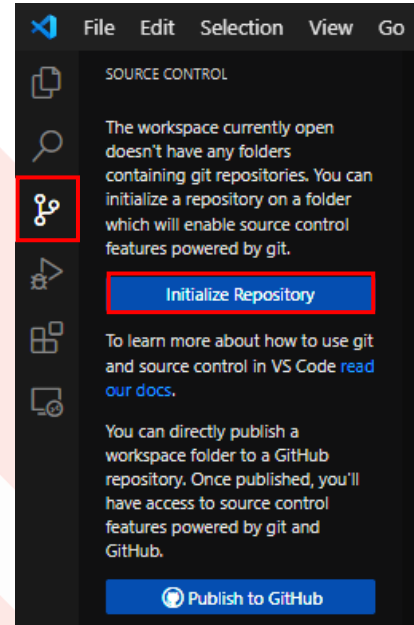 File Edit Selection View Go
SOURCE CONTROL
The workspace currently open
doesn't have any folders
containing git repositories. You can
initialize a repository on a folder
which will enable source control
features powered by git.
Initialize Repository
To learn more about how to use git
and source control in VS Code read
our docs.
You can directly publish a
workspace folder to a GitHub
repository. Once published, you'll
have access to source control
features powered by git and
GitHub.
Publish to GitHub